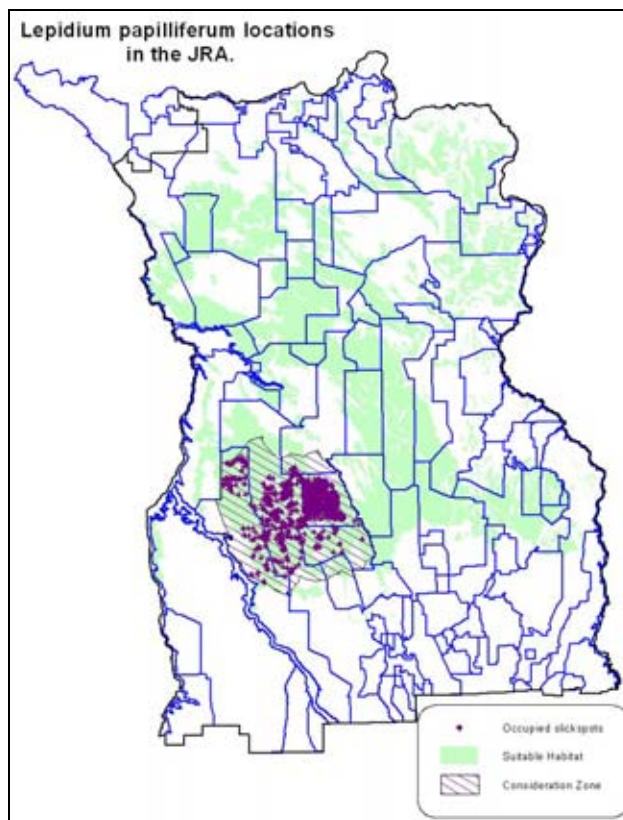 Lepidium papilliferum locations
in the JRA.
Occupied slickspots
Suitable Habitat
Consideration Zone